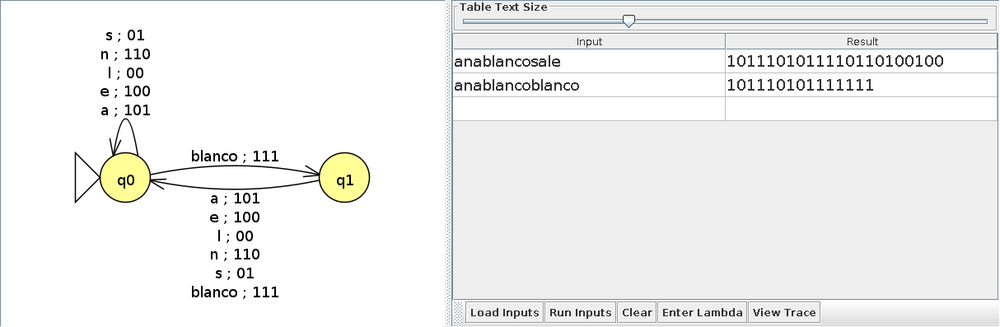 s ; 01
n ; 110
l ; 00
e ; 100
a ; 101
q0
blanco ; 111
q1
a ; 101
e ; 100
l ; 00
n ; 110
s ; 01
blanco ; 111
Table Text Size
Input Result
anablancosale 1011101011110110100100
anablancoblanco 101110101111111
Load Inputs Run Inputs Clear Enter Lambda View Trace